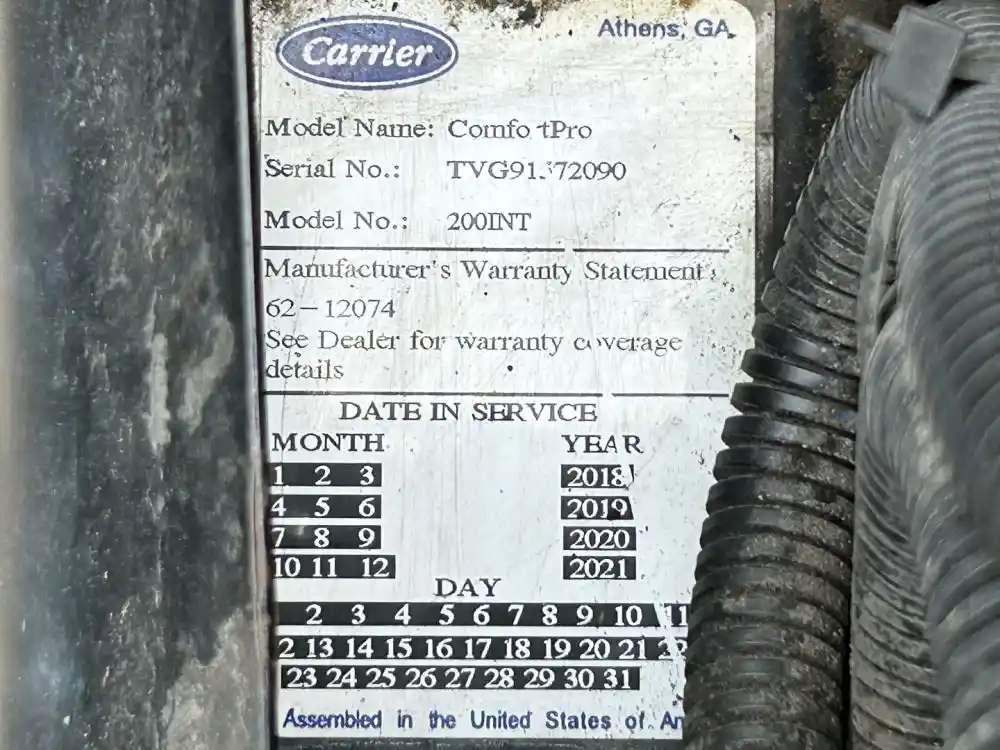 Carrier
Athens, GA.
Model Name: ComfortPro
Serial No.:
Model No.: 200INT
Manufacturer's Warranty Statement
62-12074
See Dealer for warranty coverage
details
DATE IN SERVICE
MONTH YEAR
1 2 3 2018
4 5 6 2019
7 8 9 2020
10 11 12 2021
DAY
2 3 4 5 6 7 8 9 10 11
2 13 14 15 16 17 18 19 20 21 22
23 24 25 26 27 28 29 30 31
Assembled in the United States of